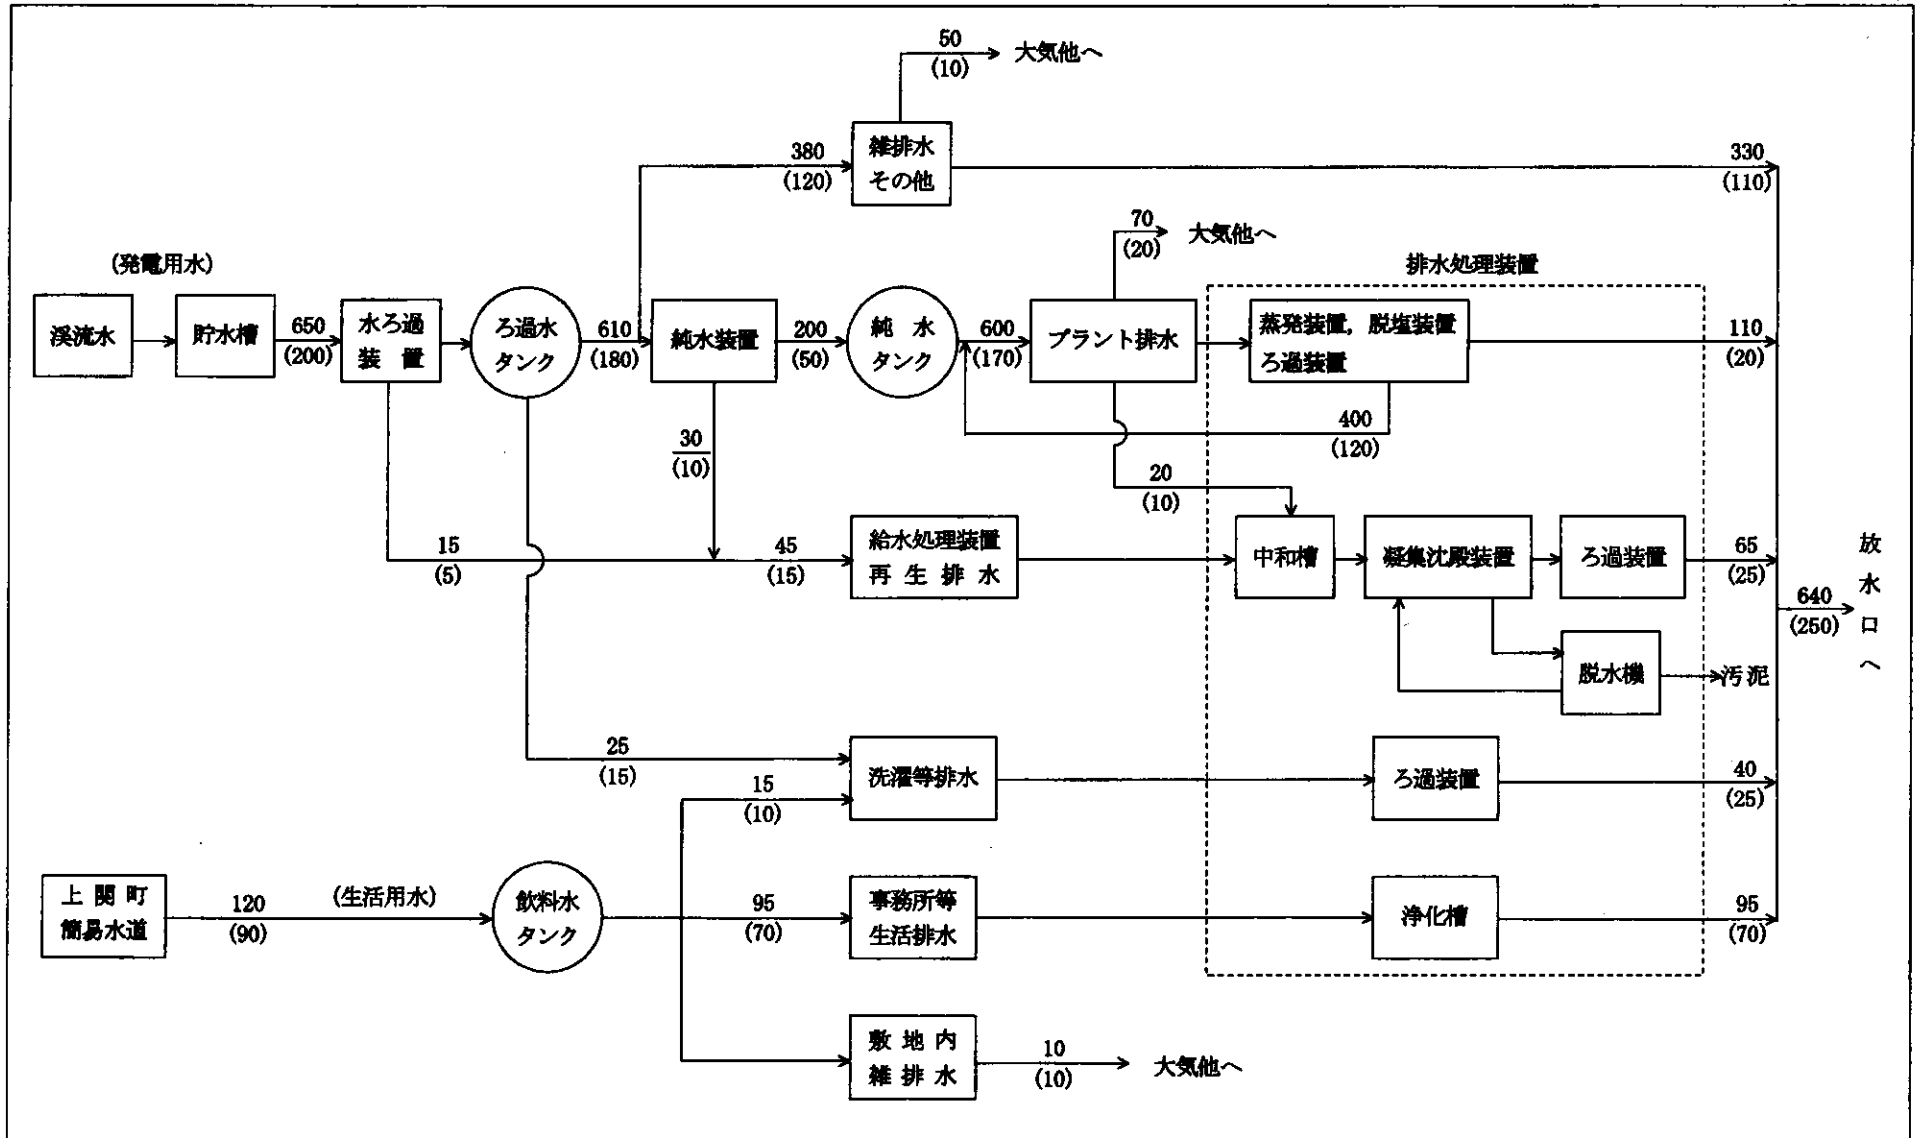 50
(10)
大気他へ
380
(120)
雑排水
その他
330
(110)
70
(20)
大気他へ
(発電用水)
排水処理装置
渓流水
貯水槽
650
(200)
水ろ過
装 置
ろ過水
タンク
610
(180)
純水装置
200
(50)
純 水
タンク
600
(170)
プラント排水
蒸発装置，脱塩装置
ろ過装置
110
(20)
400
(120)
30
(10)
20
(10)
15
(5)
45
(15)
給水処理装置
再 生 排 水
中和槽
凝集沈殿装置
ろ過装置
65
(25)
640
(250)
放水口へ
脱水機
汚泥
25
(15)
15
(10)
洗濯等排水
ろ過装置
40
(25)
上 関 町
簡易水道
120
(90)
(生活用水)
飲料水
タンク
95
(70)
事務所等
生活排水
浄化槽
95
(70)
敷 地 内
雑 排 水
10
(10)
大気他へ